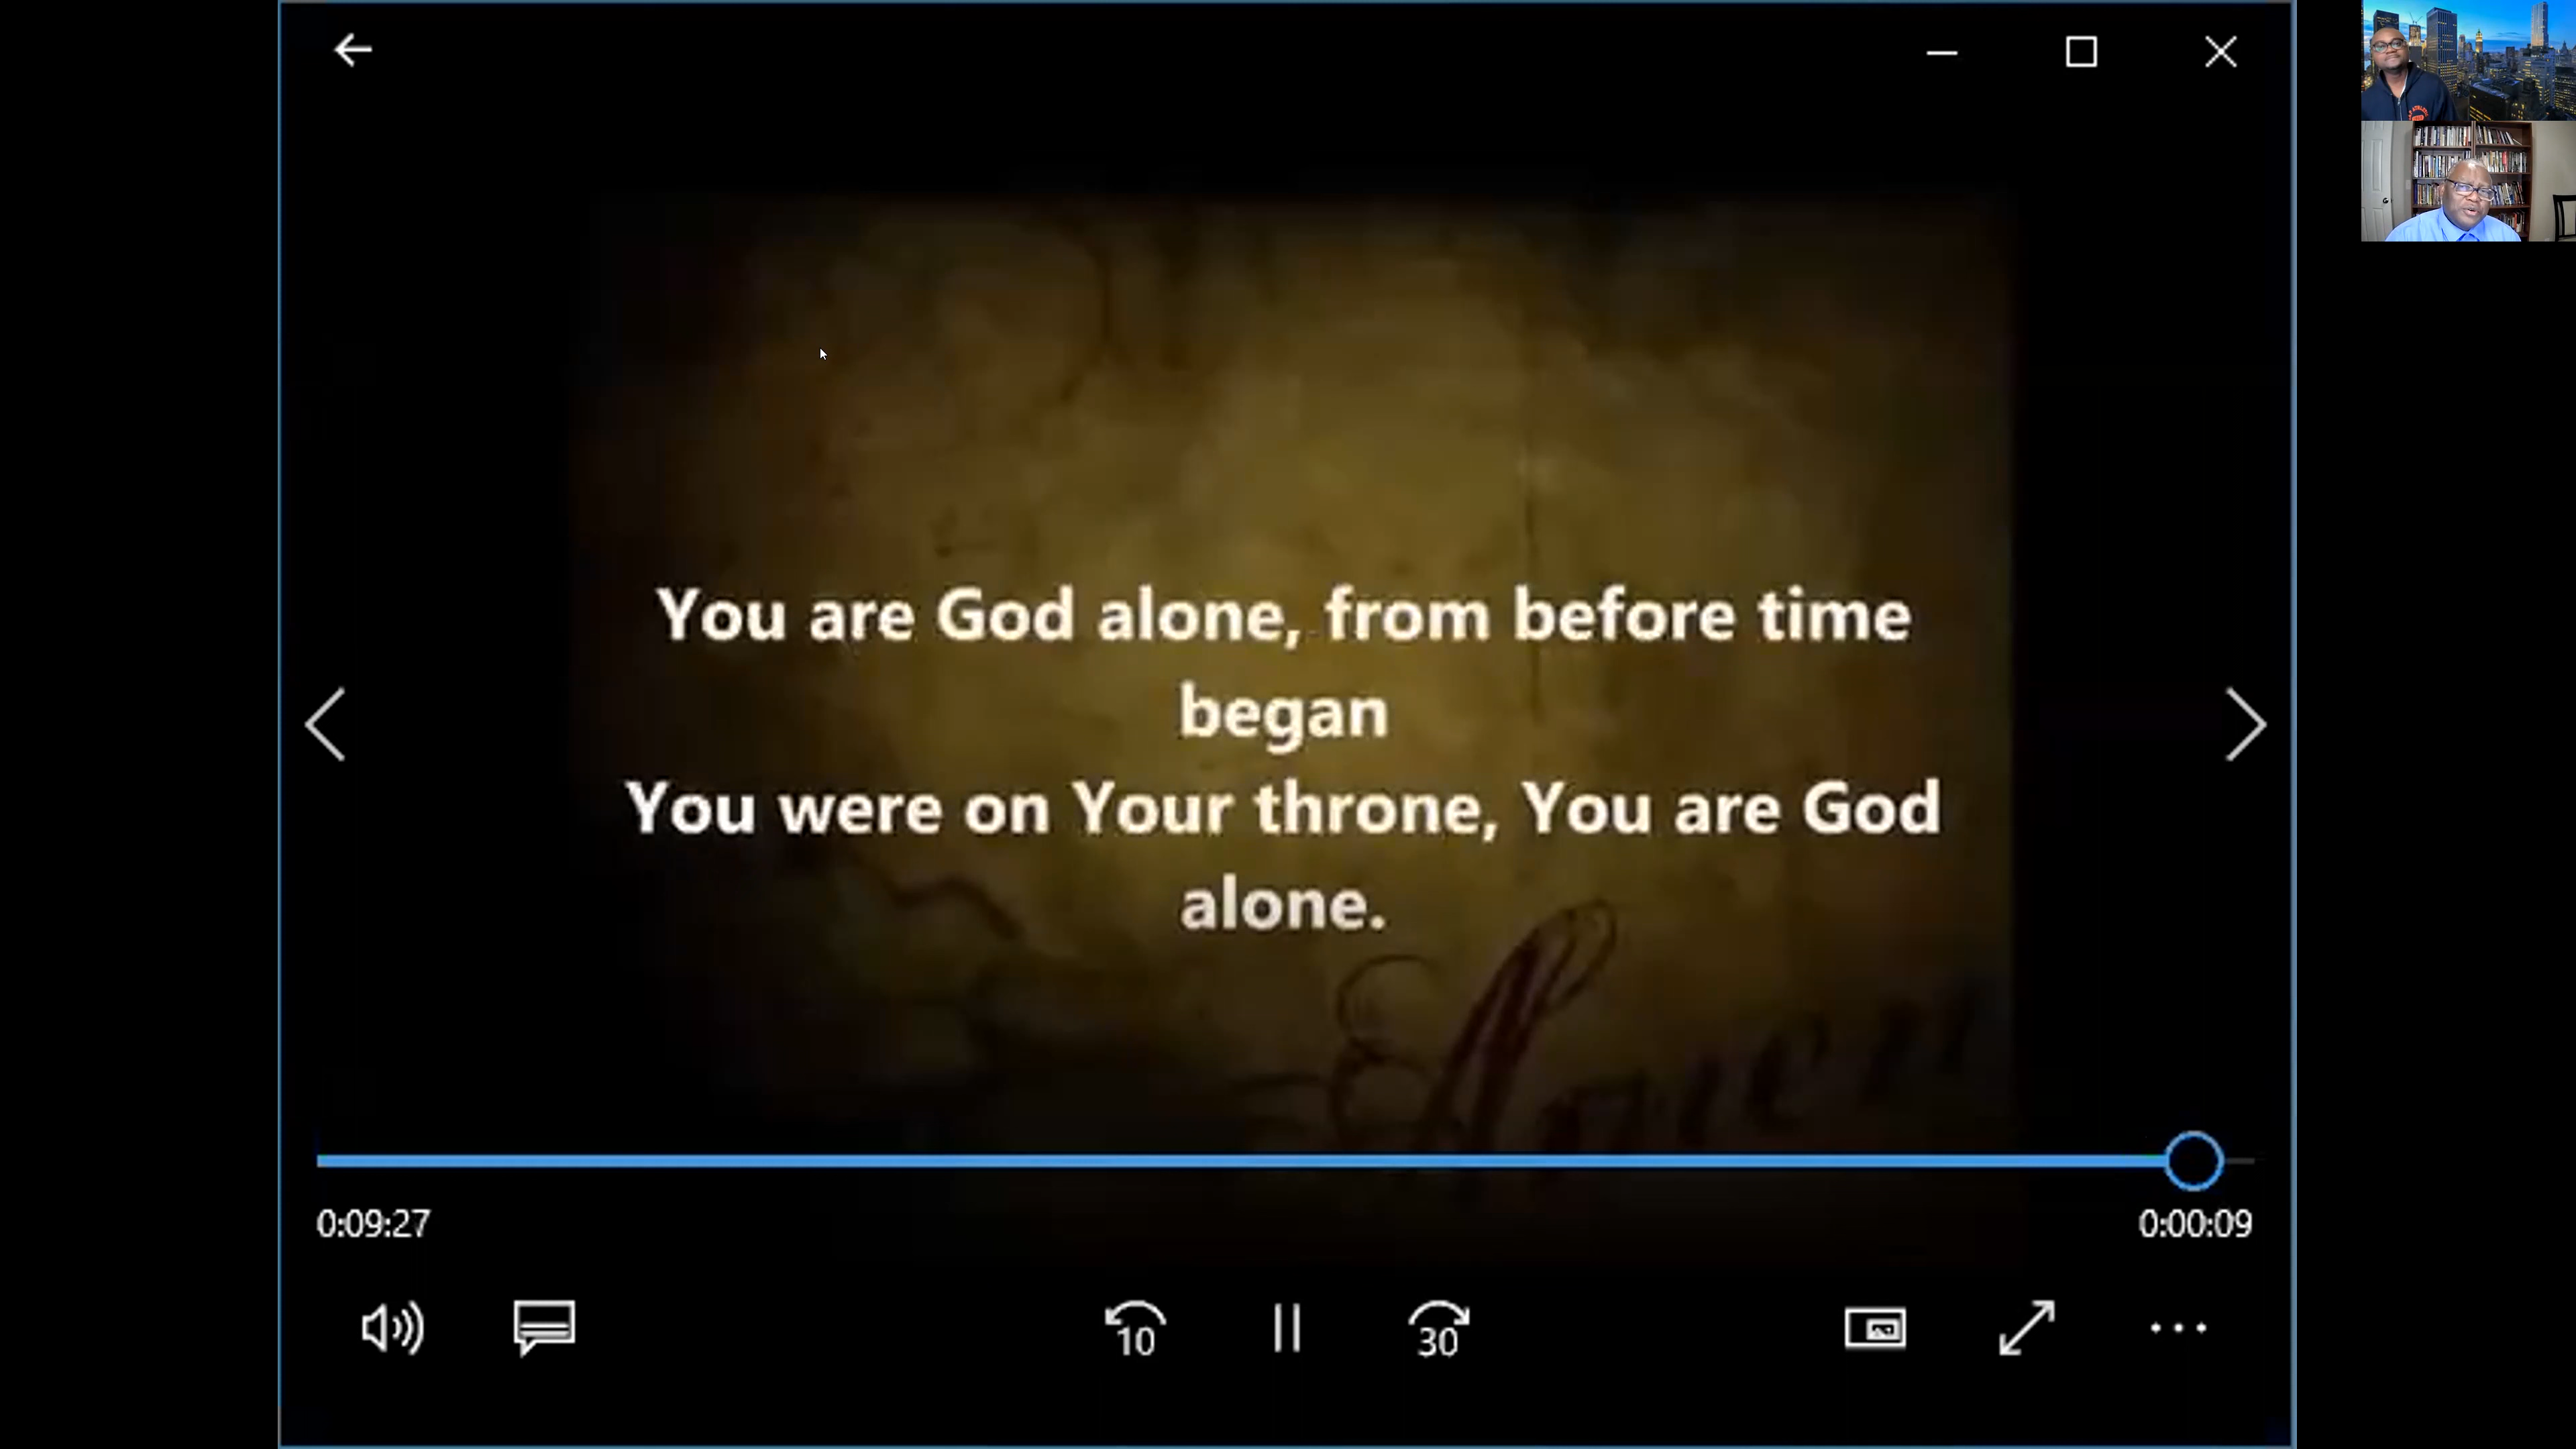 You are God alone, from before time
began
You were on Your throne, You are God
alone.
0:09:27
0:00:09
10
30